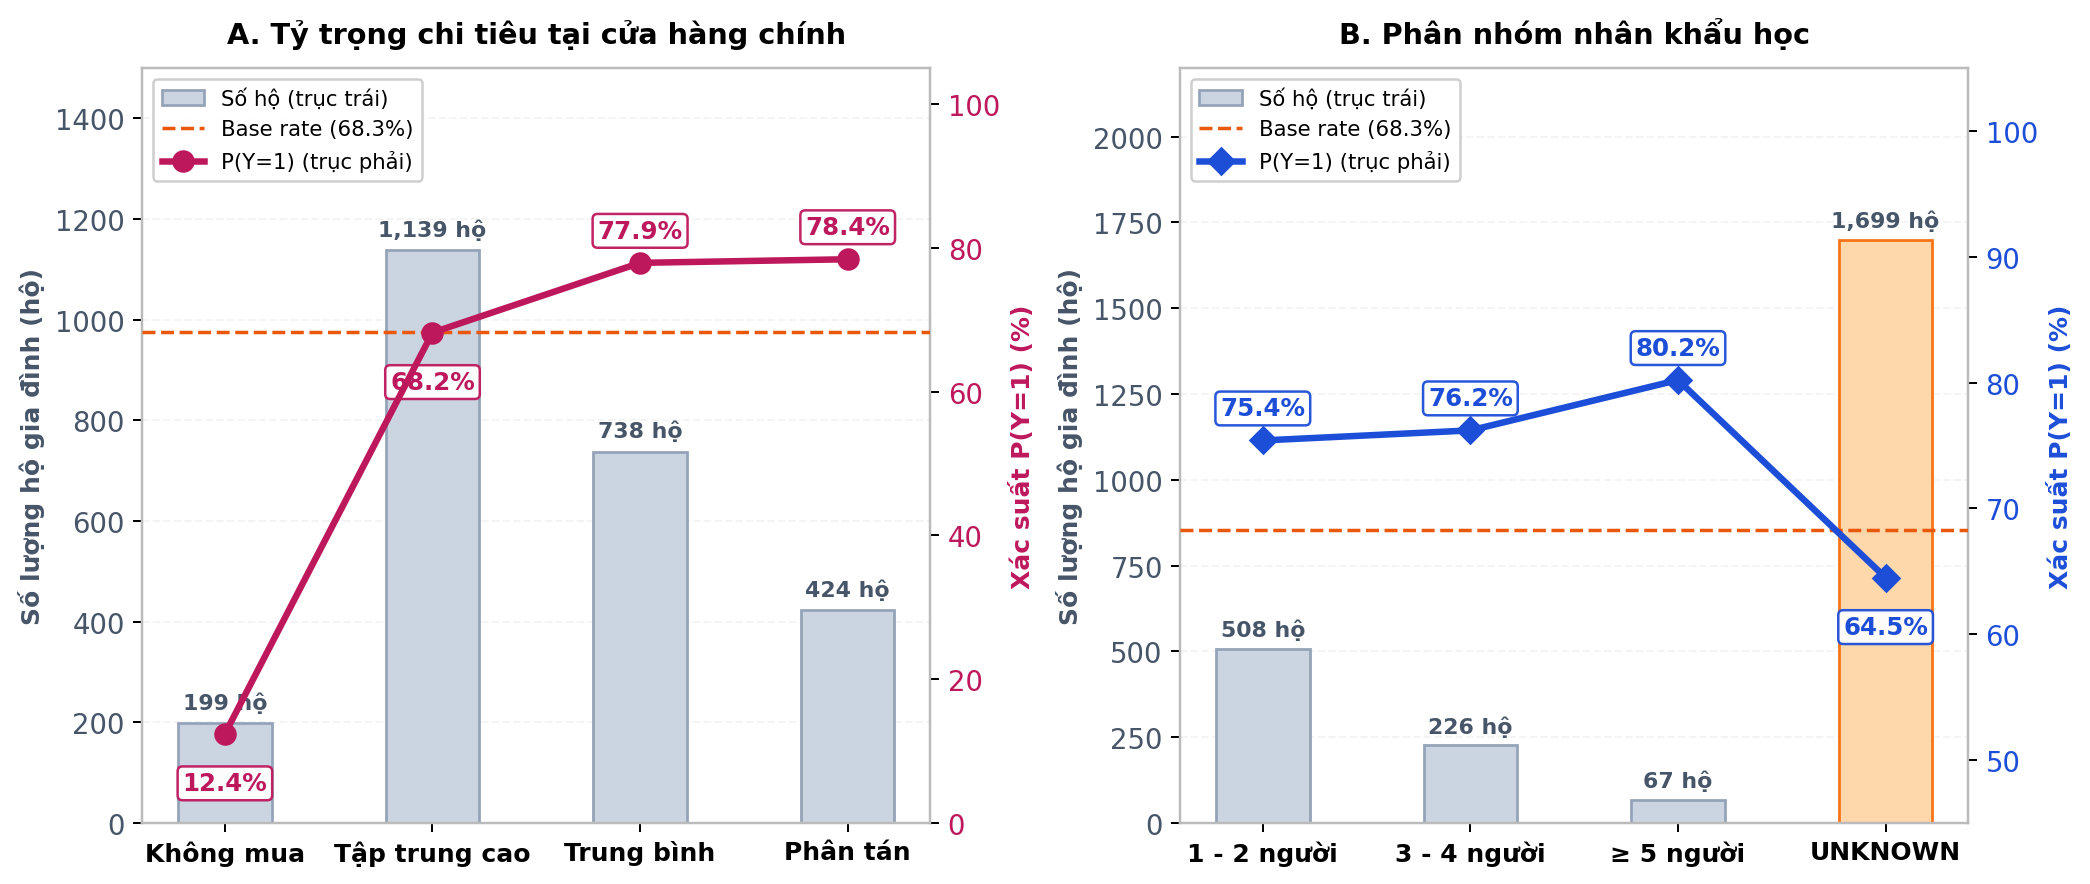 A. Tỷ trọng chi tiêu tại cửa hàng chính
Số hộ (trục trái)
Base rate (68.3%)
P(Y=1) (trục phải)
Số lượng hộ gia đình (hộ)
1400
1200
1000
800
600
400
200
0
199 hộ
1,139 hộ
738 hộ
424 hộ
12.4%
68.2%
77.9%
78.4%
100
80
60
40
20
0
Xác suất P(Y=1) (%)
Không mua
Tập trung cao
Trung bình
Phân tán
B. Phân nhóm nhân khẩu học
Số hộ (trục trái)
Base rate (68.3%)
P(Y=1) (trục phải)
Số lượng hộ gia đình (hộ)
2000
1750
1500
1250
1000
750
500
250
0
508 hộ
226 hộ
67 hộ
1,699 hộ
75.4%
76.2%
80.2%
64.5%
100
90
80
70
60
50
Xác suất P(Y=1) (%)
1 - 2 người
3 - 4 người
≥ 5 người
UNKNOWN